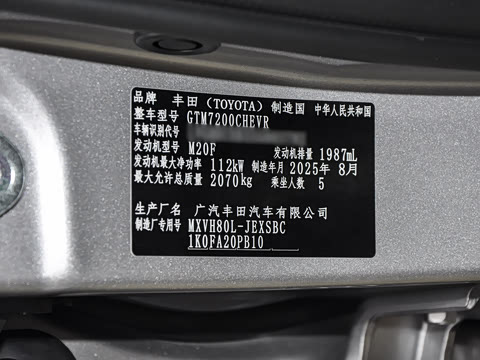 品牌 丰田（TOYOTA）制造国 中华人民共和国
整车型号 GTM7200CHEVR
车辆识别代号
发动机型号 M20F 发动机排量 1987mL
发动机最大净功率 112kW 制造年月 2025年 8月
最大允许总质量 2070kg 乘坐人数 5
生产厂名 广汽丰田汽车有限公司
制造厂专用号 MXVH80L-JEXSBC
1K0FA20PB10